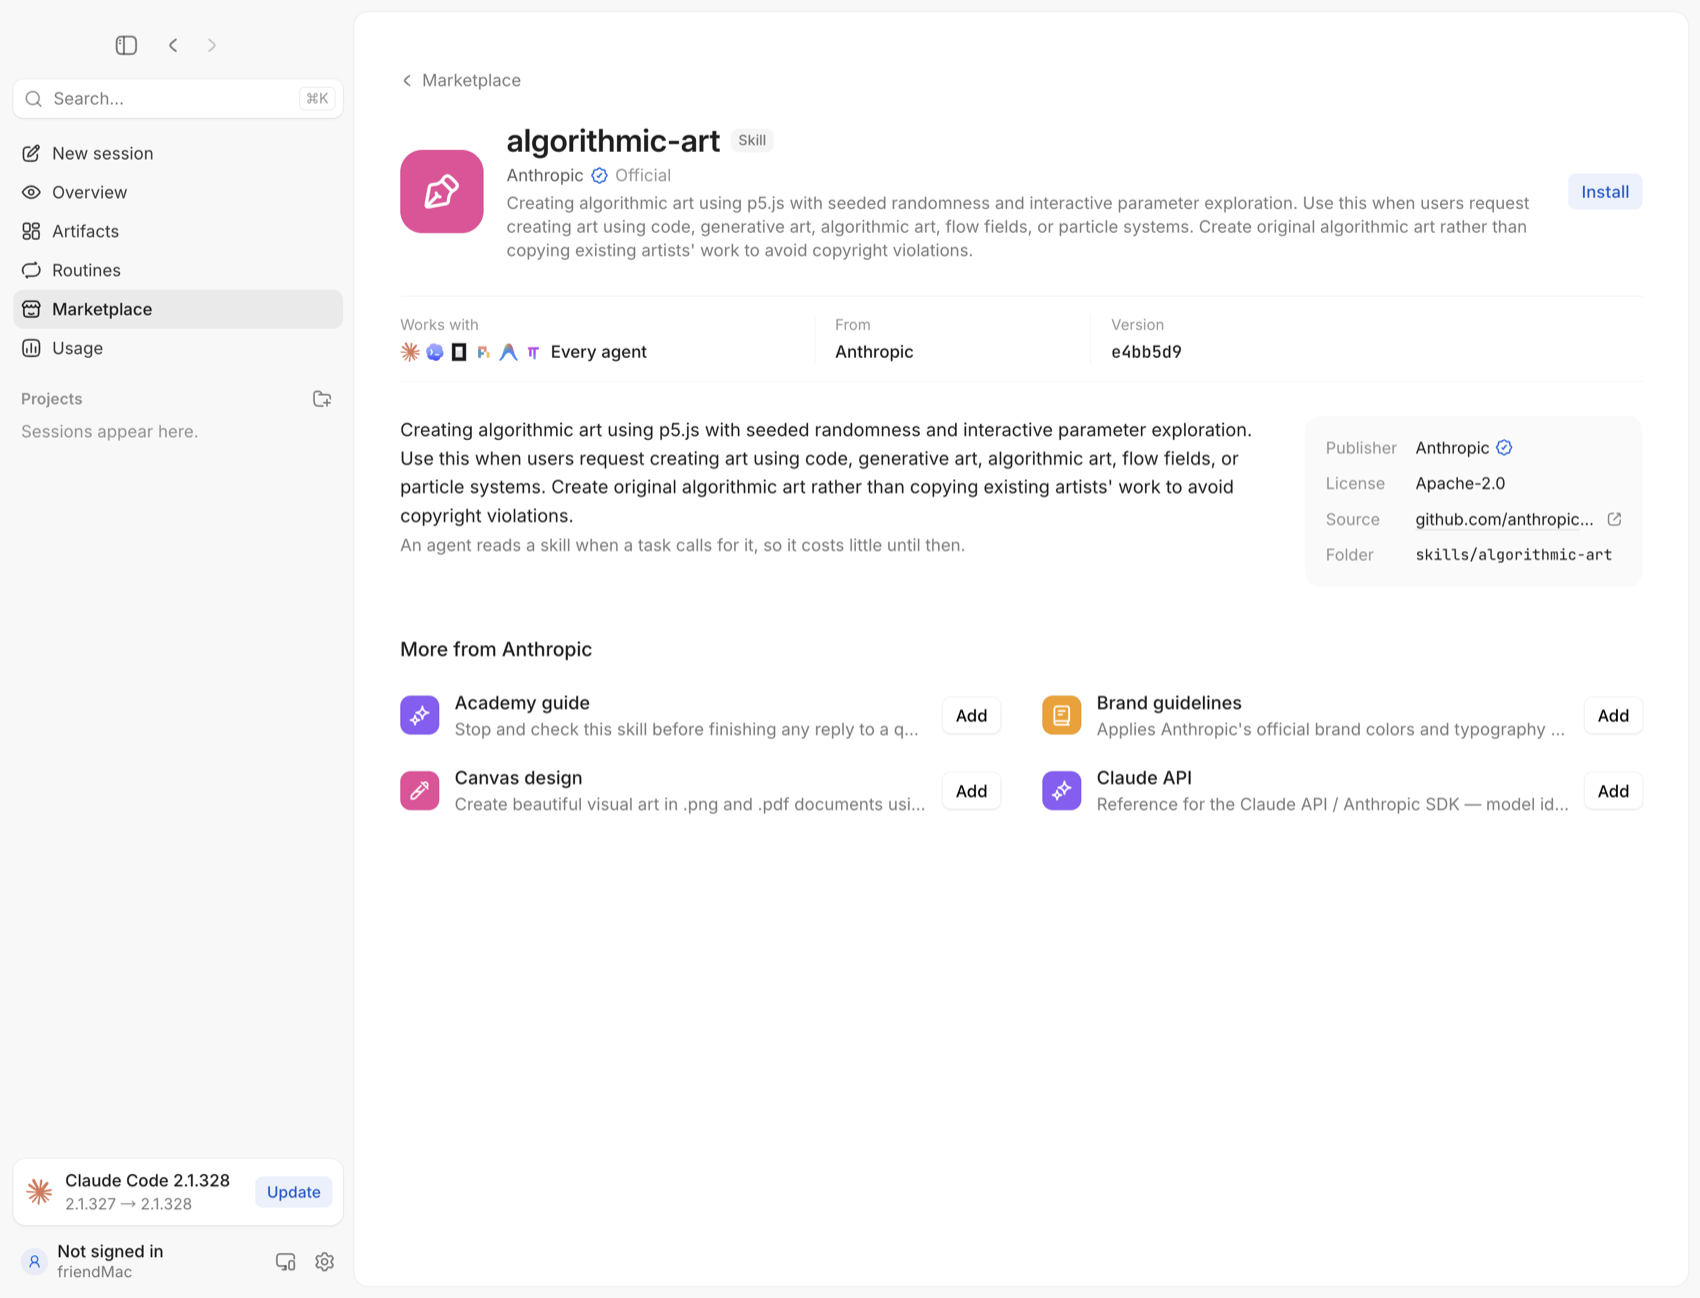 Search...
⌘K
New session
Overview
Artifacts
Routines
Marketplace
Usage
Projects
Sessions appear here.
Claude Code 2.1.328
2.1.327 → 2.1.328
Update
Not signed in
friendMac
Marketplace
algorithmic-art
Skill
Anthropic
Official
Creating algorithmic art using p5.js with seeded randomness and interactive parameter exploration. Use this when users request
creating art using code, generative art, algorithmic art, flow fields, or particle systems. Create original algorithmic art rather than
copying existing artists' work to avoid copyright violations.
Install
Works with
Every agent
From
Anthropic
Version
e4bb5d9
Creating algorithmic art using p5.js with seeded randomness and interactive parameter exploration.
Use this when users request creating art using code, generative art, algorithmic art, flow fields, or
particle systems. Create original algorithmic art rather than copying existing artists' work to avoid
copyright violations.
An agent reads a skill when a task calls for it, so it costs little until then.
Publisher
Anthropic
License
Apache-2.0
Source
github.com/anthropic...
Folder
skills/algorithmic-art
More from Anthropic
Academy guide
Stop and check this skill before finishing any reply to a q...
Add
Brand guidelines
Applies Anthropic's official brand colors and typography ...
Add
Canvas design
Create beautiful visual art in .png and .pdf documents usi...
Add
Claude API
Reference for the Claude API / Anthropic SDK — model id...
Add